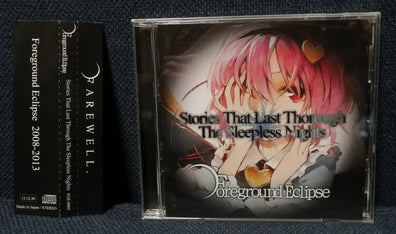 FAREWELL.
Foreground Eclipse
Stories That Last Through The Sleepless Nights
Foreground Eclipse 2008-2013
Made in Japan / STEREO
Stories That Last Thorough
The Sleepless Nights
Foreground Eclipse